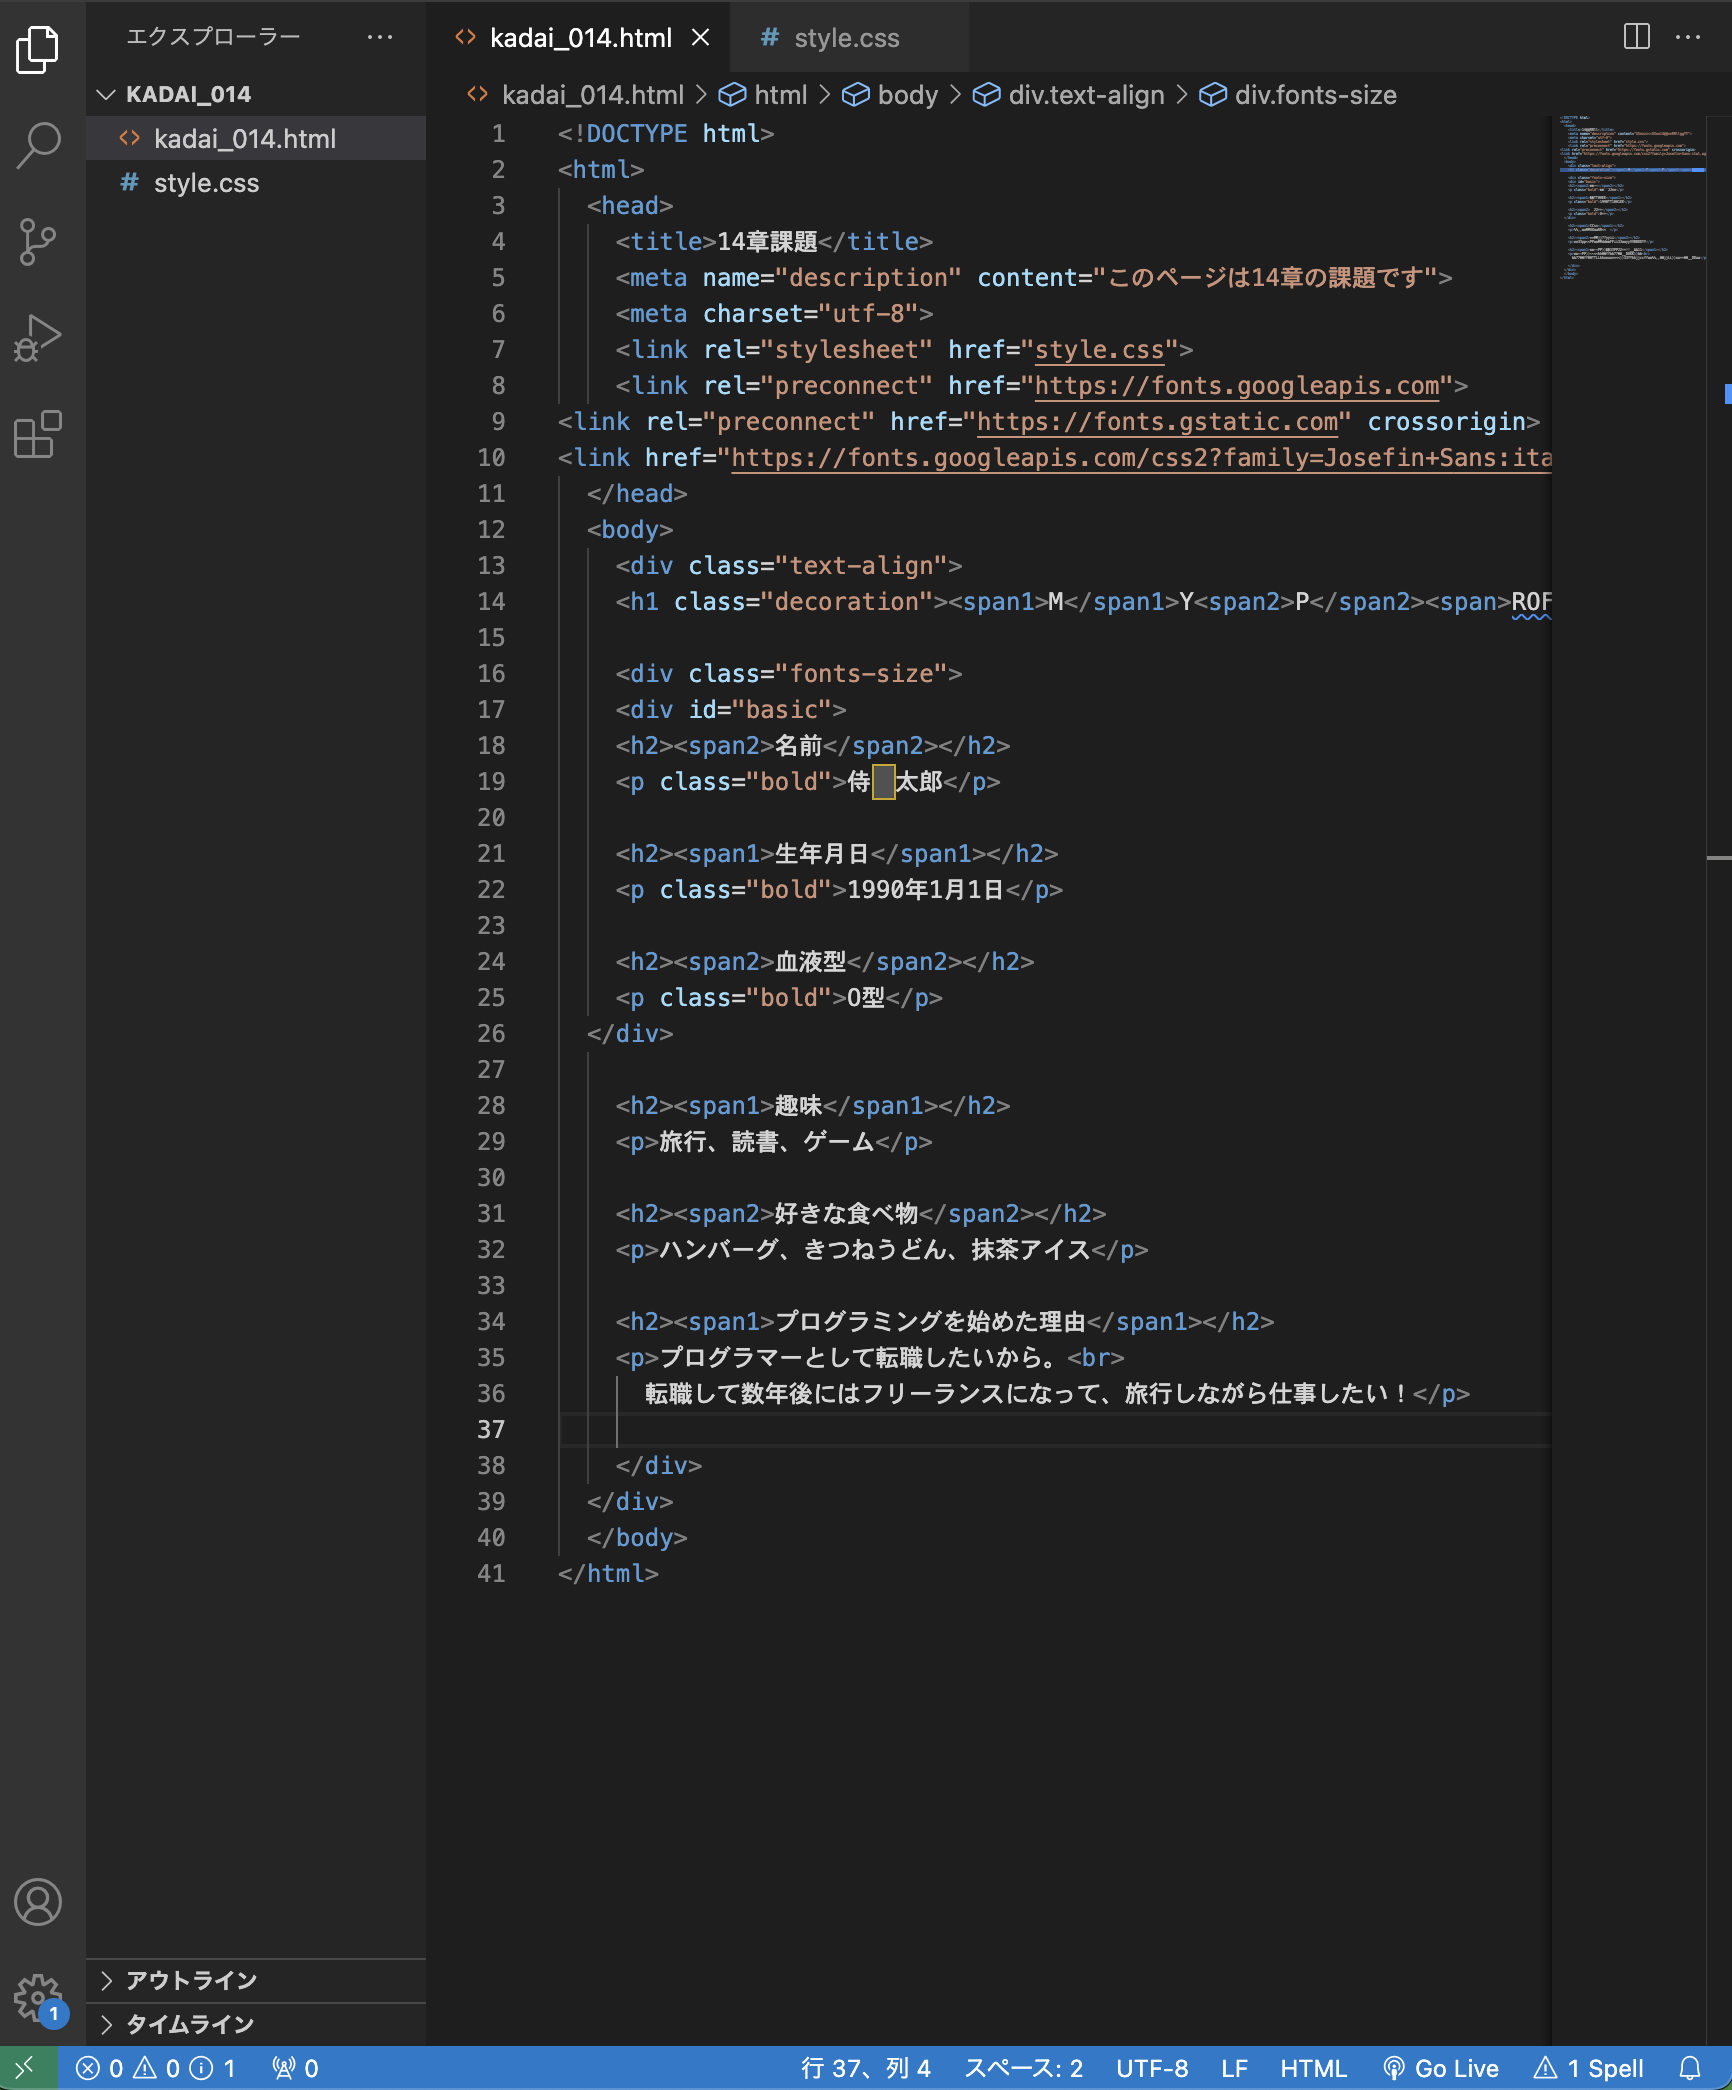 エクスプローラー
KADAI_014
kadai_014.html
style.css
kadai_014.html
style.css
kadai_014.html > html > body > div.text-align > div.fonts-size
1 <!DOCTYPE html>
2 <html>
3 <head>
4 <title>14章課題</title>
5 <meta name="description" content="このページは14章の課題です">
6 <meta charset="utf-8">
7 <link rel="stylesheet" href="style.css">
8 <link rel="preconnect" href="https://fonts.googleapis.com">
9 <link rel="preconnect" href="https://fonts.gstatic.com" crossorigin>
10 <link href="https://fonts.googleapis.com/css2?family=Josefin+Sans:ita
11 </head>
12 <body>
13 <div class="text-align">
14 <h1 class="decoration"><span1>M</span1>Y<span2>P</span2><span>ROF
15
16 <div class="fonts-size">
17 <div id="basic">
18 <h2><span2>名前</span2></h2>
19 <p class="bold">侍　太郎</p>
20
21 <h2><span1>生年月日</span1></h2>
22 <p class="bold">1990年1月1日</p>
23
24 <h2><span2>血液型</span2></h2>
25 <p class="bold">O型</p>
26 </div>
27
28 <h2><span1>趣味</span1></h2>
29 <p>旅行、読書、ゲーム</p>
30
31 <h2><span2>好きな食べ物</span2></h2>
32 <p>ハンバーグ、きつねうどん、抹茶アイス</p>
33
34 <h2><span1>プログラミングを始めた理由</span1></h2>
35 <p>プログラマーとして転職したいから。<br>
36 転職して数年後にはフリーランスになって、旅行しながら仕事したい！</p>
37
38 </div>
39 </div>
40 </body>
41 </html>
アウトライン
タイムライン
1
0 0 1 0 行 37、列 4 スペース: 2 UTF-8 LF HTML Go Live 1 Spell